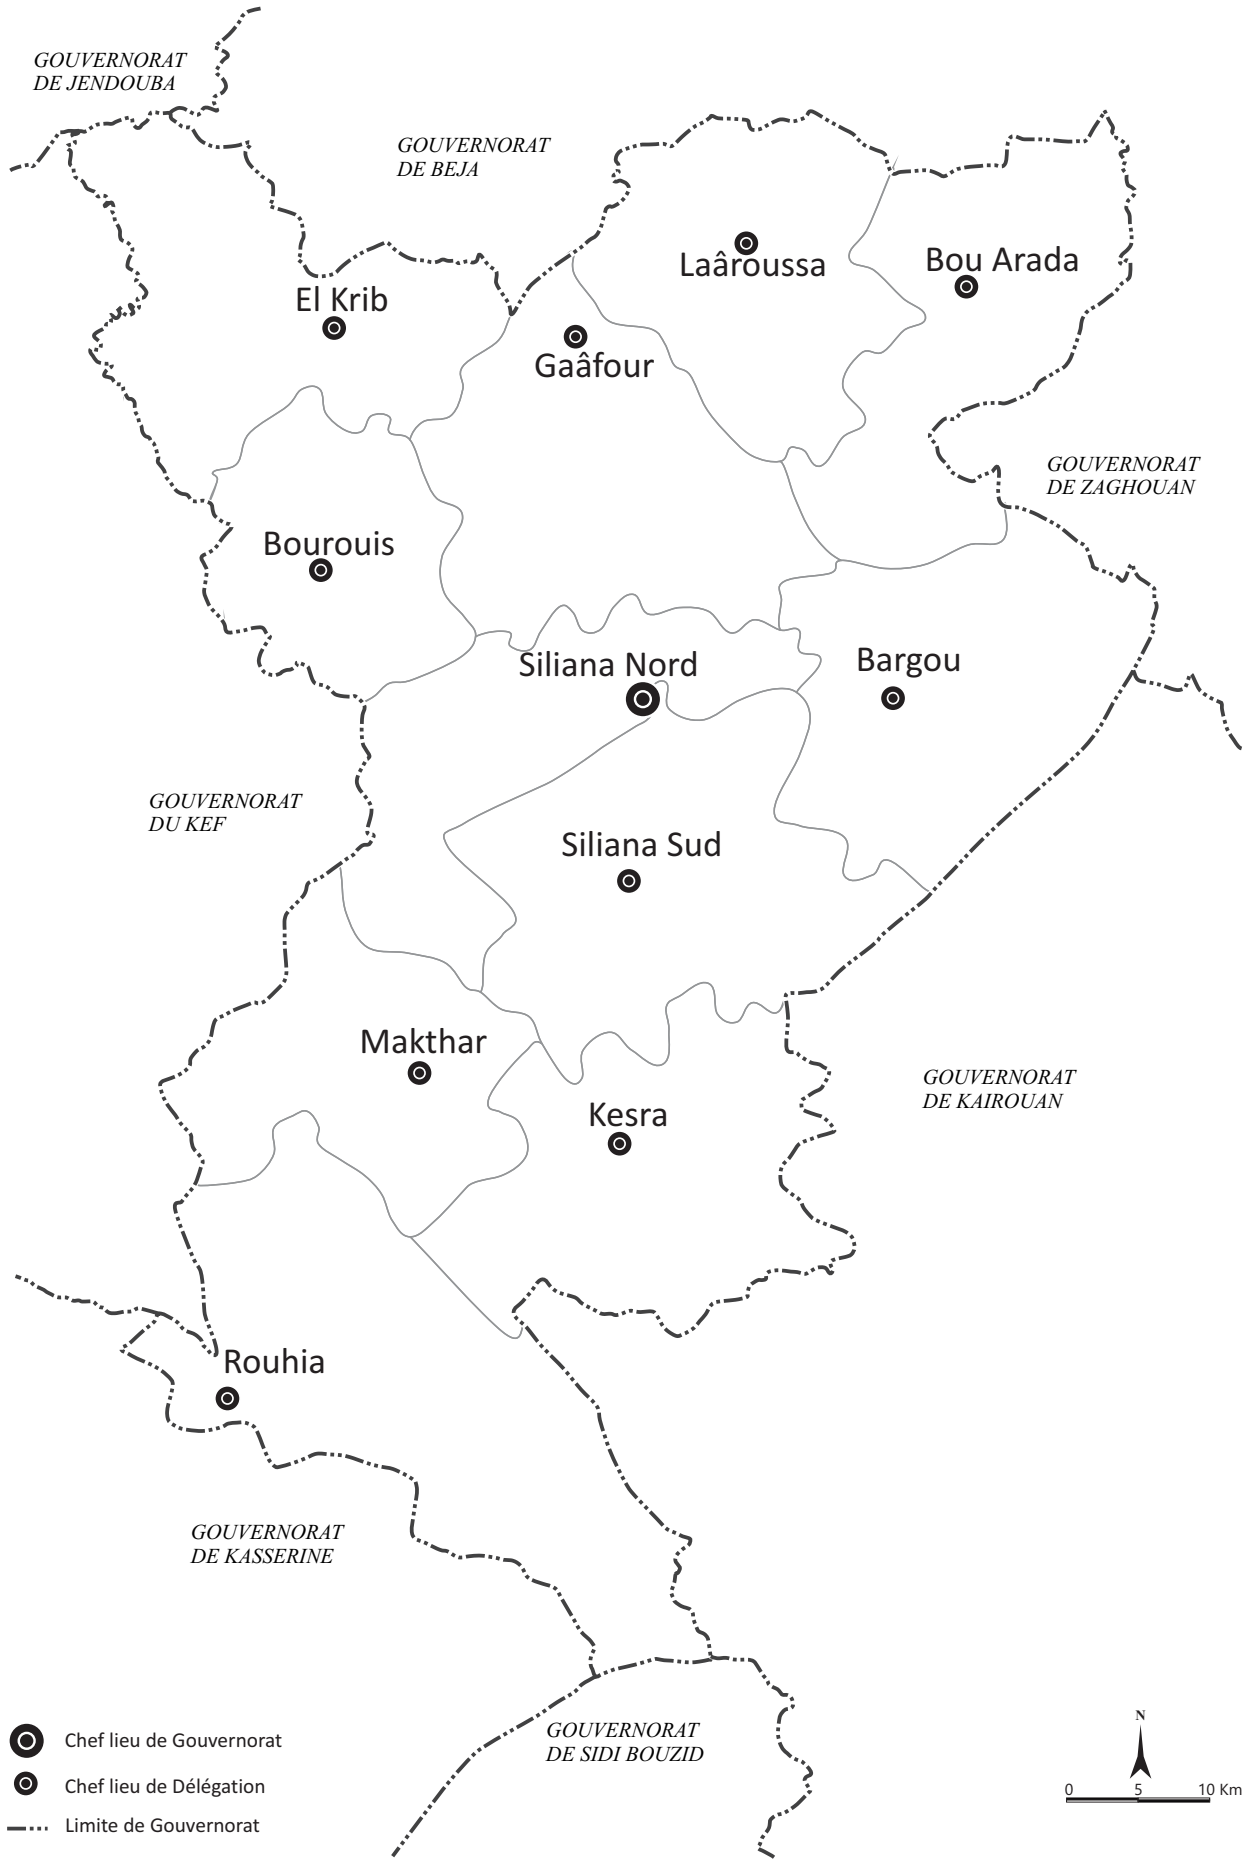 GOUVERNORAT
DE JENDOUBA
GOUVERNORAT
DE BEJA
Laâroussa
Bou Arada
El Krib
Gaâfour
GOUVERNORAT
DE ZAGHOUAN
Bourouis
Siliana Nord
Bargou
GOUVERNORAT
DU KEF
Siliana Sud
Makthar
GOUVERNORAT
DE KAIROUAN
Kesra
Rouhia
GOUVERNORAT
DE KASSERINE
GOUVERNORAT
DE SIDI BOUZID
Chef lieu de Gouvernorat
Chef lieu de Délégation
Limite de Gouvernorat
N
0 5 10 Km